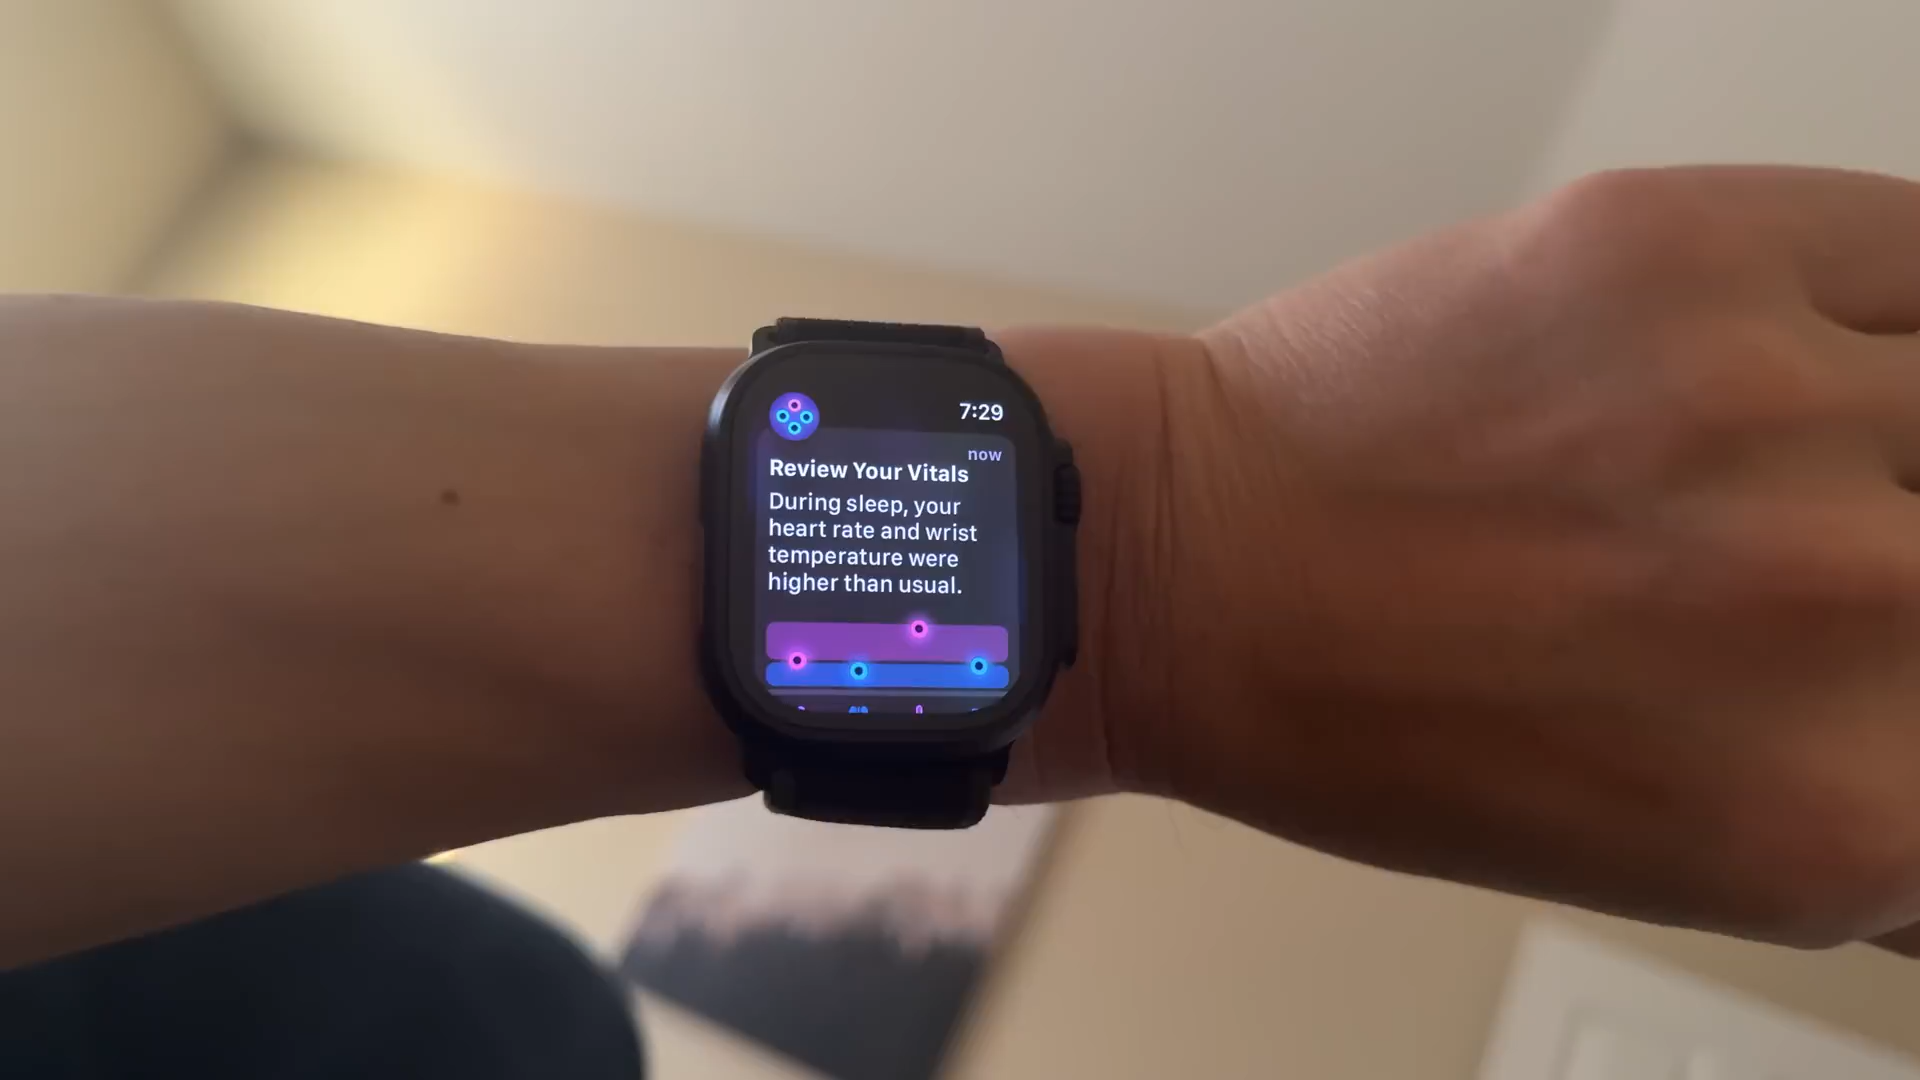 7:29
now
Review Your Vitals
During sleep, your
heart rate and wrist
temperature were
higher than usual.